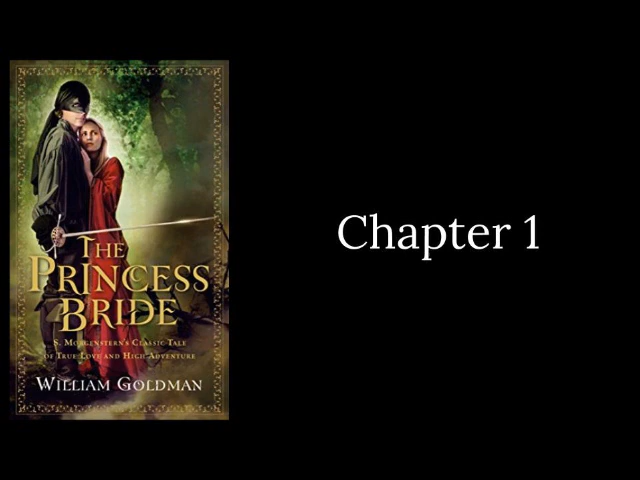 THE
PRINCESS
BRIDE
S. MORGENSTERN'S CLASSIC TALE
OF TRUE LOVE AND HIGH ADVENTURE
WILLIAM GOLDMAN
Chapter 1